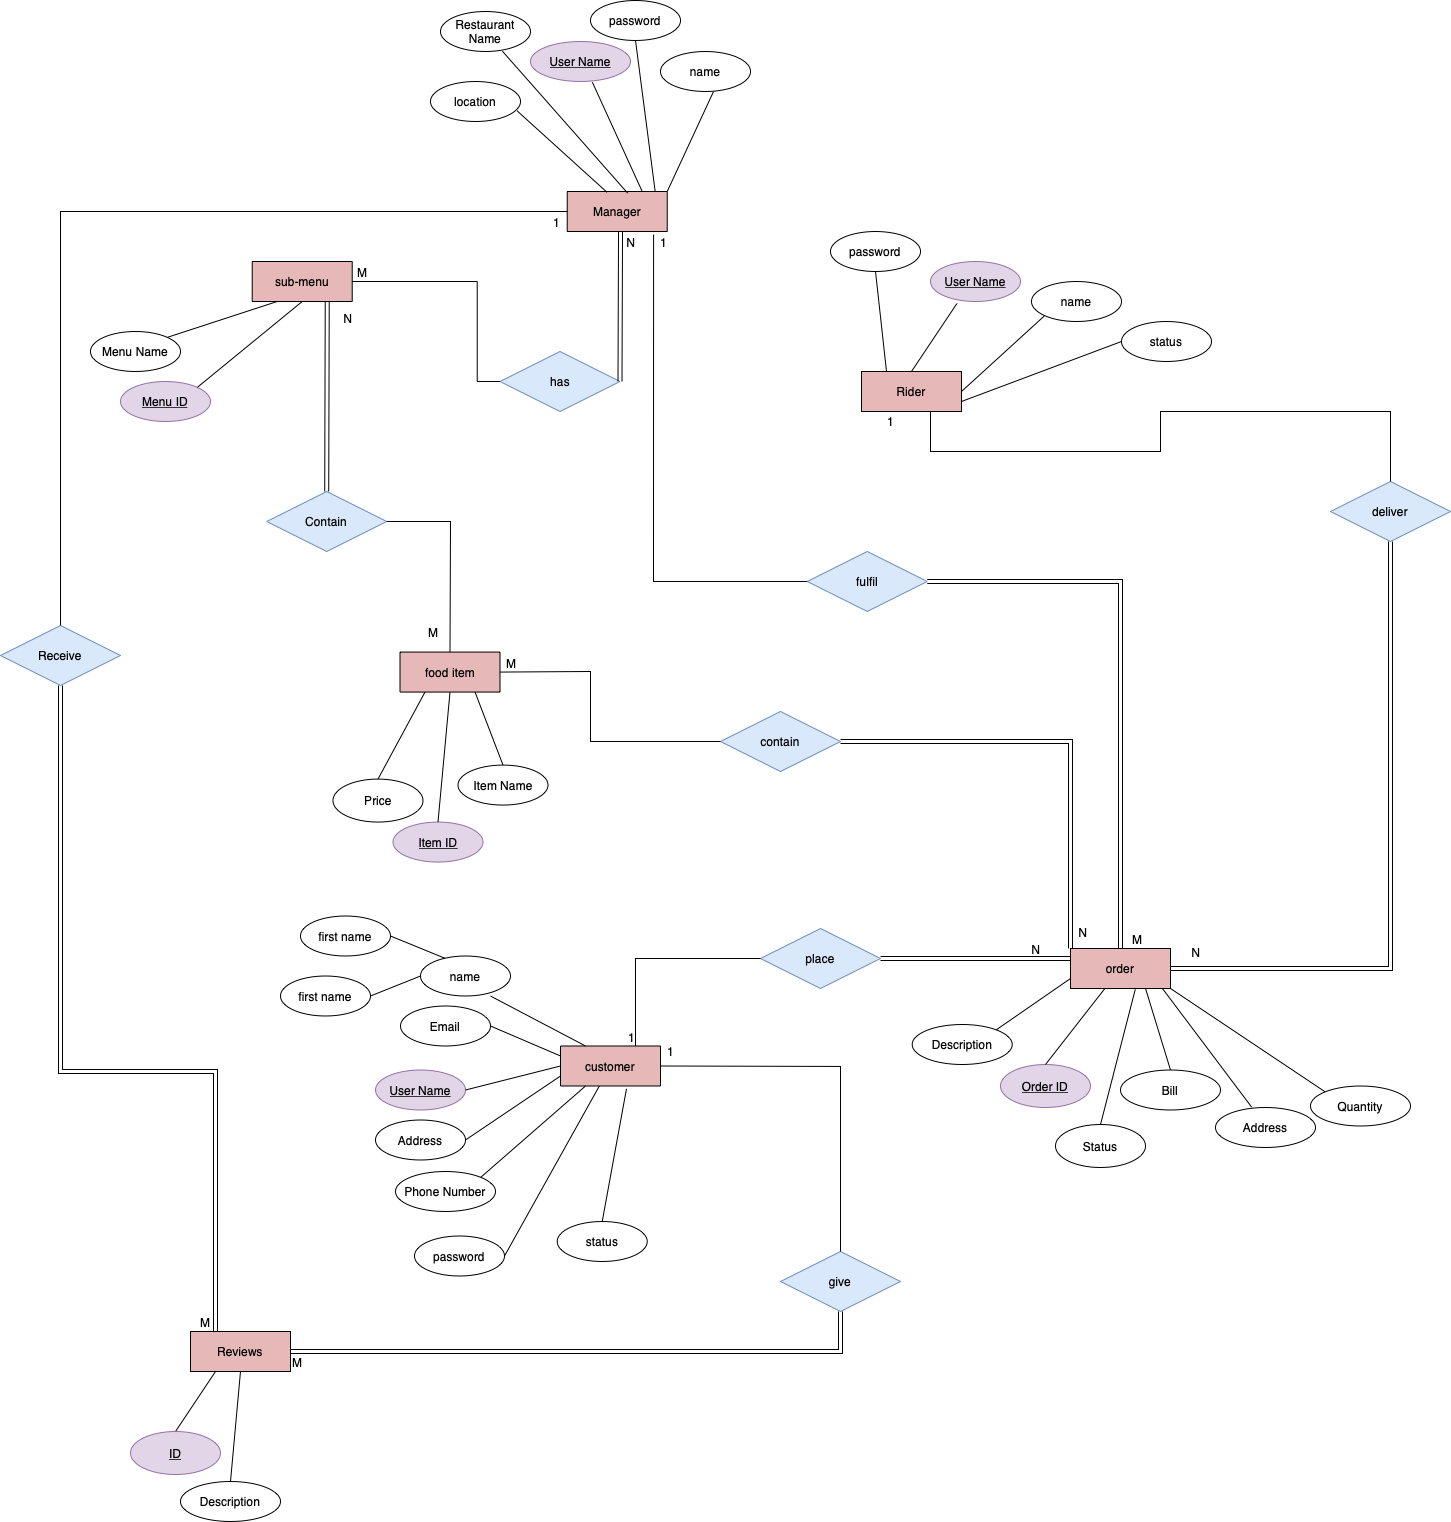 Restaurant
Name
password
User Name
name
location
Manager
1
N
1
sub-menu
M
N
Menu Name
Menu ID
has
password
User Name
name
status
Rider
1
deliver
Contain
fulfil
M
Receive
food item
M
contain
Price
Item Name
Item ID
first name
name
first name
Email
User Name
Address
Phone Number
password
status
customer
1
1
place
N
N
M
N
order
Description
Order ID
Bill
Status
Address
Quantity
give
M
Reviews
M
ID
Description